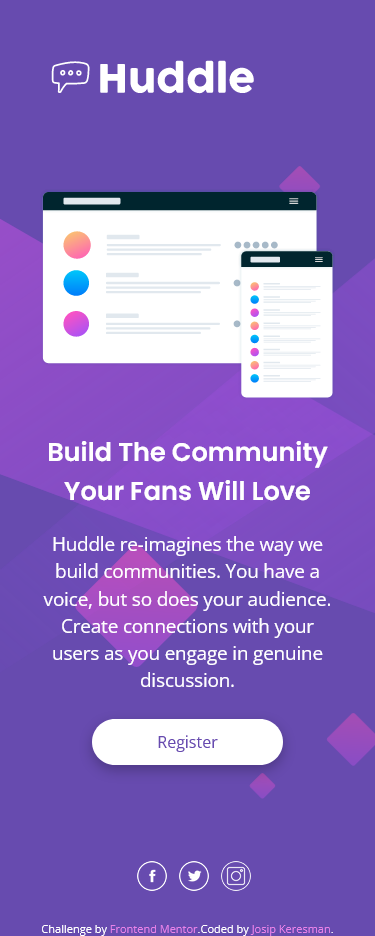 Huddle
Build The Community
Your Fans Will Love
Huddle re-imagines the way we
build communities. You have a
voice, but so does your audience.
Create connections with your
users as you engage in genuine
discussion.
Register
Challenge by Frontend Mentor.Coded by Josip Keresman.